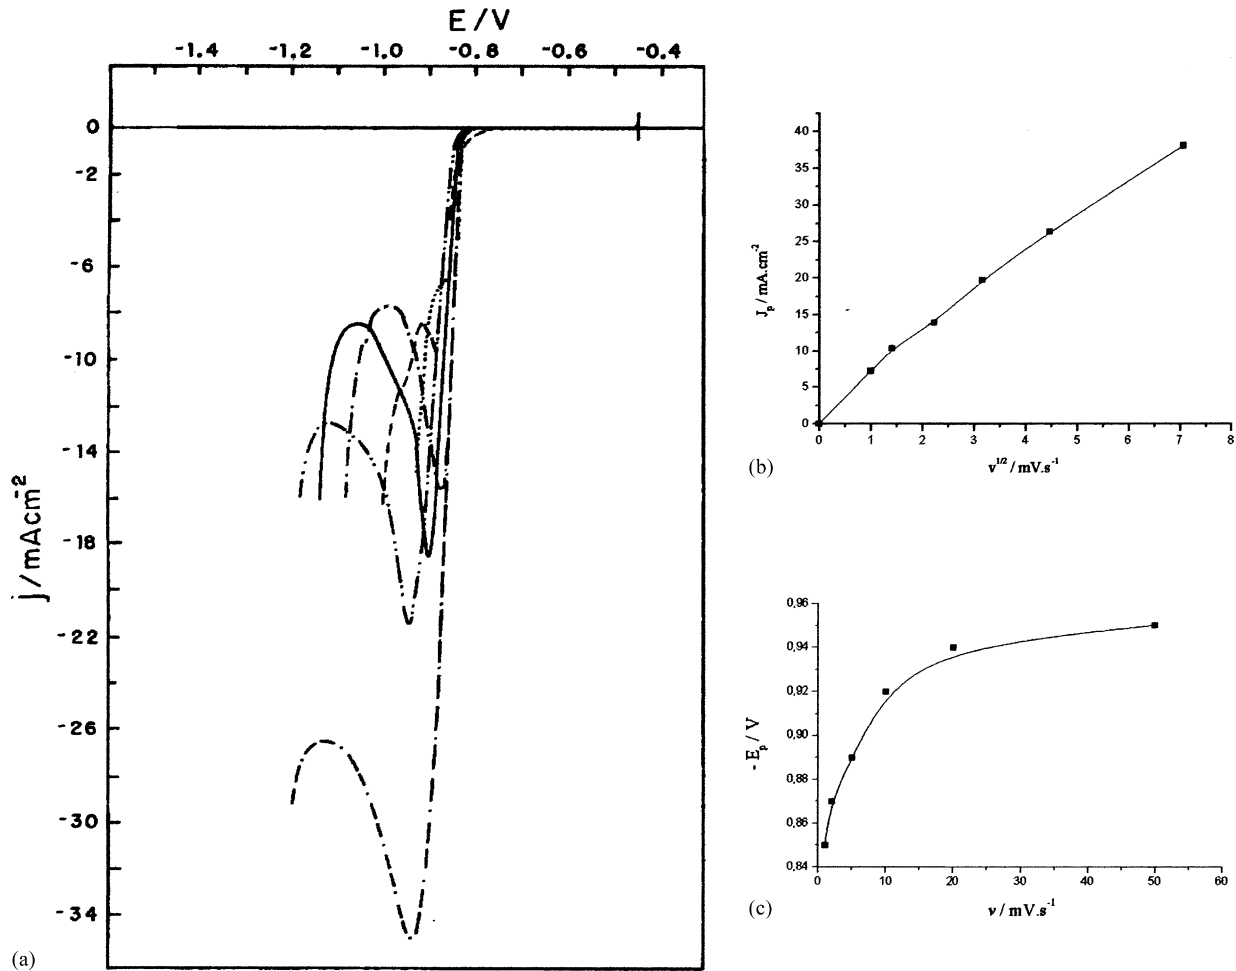 E/V
-1.4 -1.0 -0.8 -0.6 -0.4
-1.2
0
-2
-6
-10
-14
-18
-22
-26
-30
-34
j/mAcm⁻²
(a)
40
35
30
25
20
15
10
5
0
0 1 2 3 4 5 6 7 8
Jₚ / mA.cm⁻²
v^1/2 / mV.s⁻¹
(b)
0,96
0,94
0,92
0,90
0,88
0,86
0,84
0 10 20 30 40 50 60
- Eₚ / V
v / mV.s⁻¹
(c)